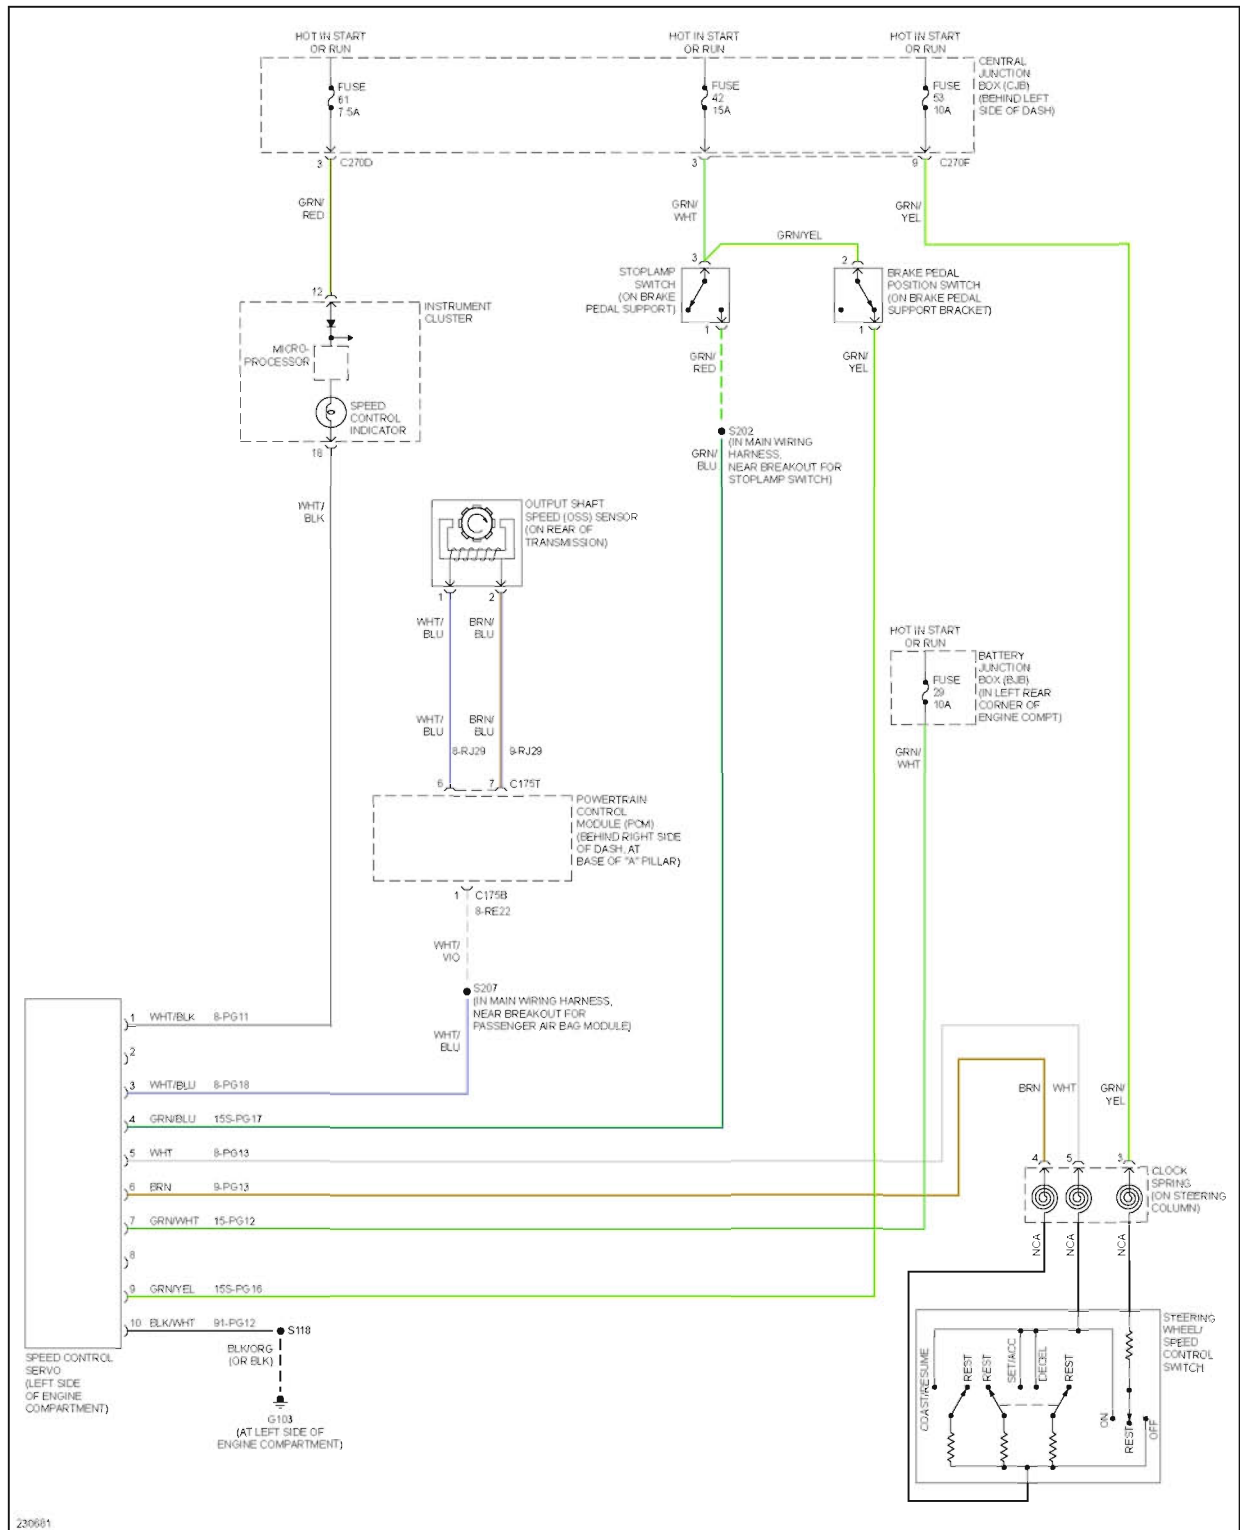 HOT IN START
OR RUN
HOT IN START
OR RUN
HOT IN START
OR RUN
FUSE
61
7.5A
FUSE
42
15A
FUSE
53
10A
CENTRAL
JUNCTION
BOX (CJB)
(BEHIND LEFT
SIDE OF DASH)
3
C270D
3
9
C270F
GRN/
RED
GRN/
WHT
GRN/
YEL
GRN/YEL
12
INSTRUMENT
CLUSTER
MICRO-
PROCESSOR
SPEED
CONTROL
INDICATOR
18
WHT/
BLK
3
STOPLAMP
SWITCH
(ON BRAKE
PEDAL SUPPORT)
1
2
BRAKE PEDAL
POSITION SWITCH
(ON BRAKE PEDAL
SUPPORT BRACKET)
1
GRN/
RED
GRN/
YEL
S202
(IN MAIN WIRING
HARNESS,
NEAR BREAKOUT FOR
STOPLAMP SWITCH)
GRN/
BLU
OUTPUT SHAFT
SPEED (OSS) SENSOR
(ON REAR OF
TRANSMISSION)
1
2
WHT/
BLU
BRN/
BLU
WHT/
BLU
BRN/
BLU
8-RJ29
9-RJ29
6
7
C175T
POWERTRAIN
CONTROL
MODULE (PCM)
(BEHIND RIGHT SIDE
OF DASH, AT
BASE OF "A" PILLAR)
1
C175B
8-RE22
WHT/
VIO
S207
(IN MAIN WIRING HARNESS,
NEAR BREAKOUT FOR
PASSENGER AIR BAG MODULE)
WHT/
BLU
HOT IN START
OR RUN
FUSE
29
10A
BATTERY
JUNCTION
BOX (BJB)
(IN LEFT REAR
CORNER OF
ENGINE COMPT)
GRN/
WHT
1 WHT/BLK 8-PG11
2
3 WHT/BLU 8-PG18
4 GRN/BLU 15S-PG17
5 WHT 8-PG13
6 BRN 9-PG13
7 GRN/WHT 15-PG12
8
9 GRN/YEL 15S-PG16
10 BLK/WHT 91-PG12
S118
BLK/ORG
(OR BLK)
G103
(AT LEFT SIDE OF
ENGINE COMPARTMENT)
SPEED CONTROL
SERVO
(LEFT SIDE
OF ENGINE
COMPARTMENT)
BRN
WHT
GRN/
YEL
4
5
3
CLOCK
SPRING
(ON STEERING
COLUMN)
NCA
NCA
NCA
STEERING
WHEEL/
SPEED
CONTROL
SWITCH
COAST/RESUME
REST
REST
SET/ACC
DECEL
REST
ON
REST
OFF
230681